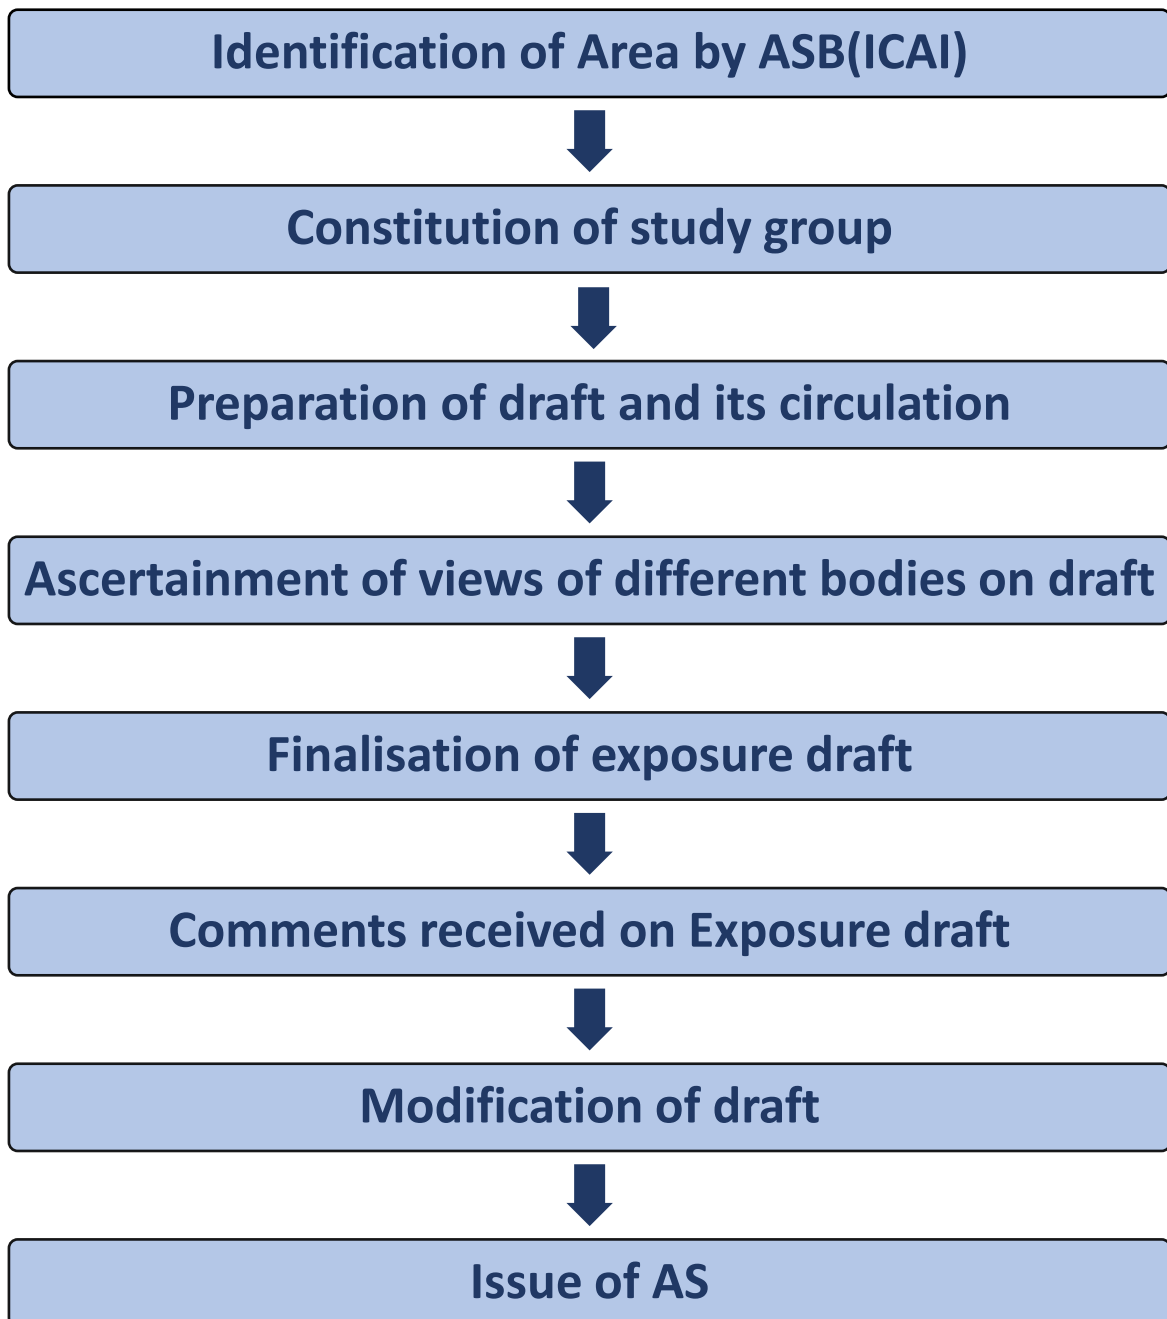 Identification of Area by ASB(ICAI)
Constitution of study group
Preparation of draft and its circulation
Ascertainment of views of different bodies on draft
Finalisation of exposure draft
Comments received on Exposure draft
Modification of draft
Issue of AS